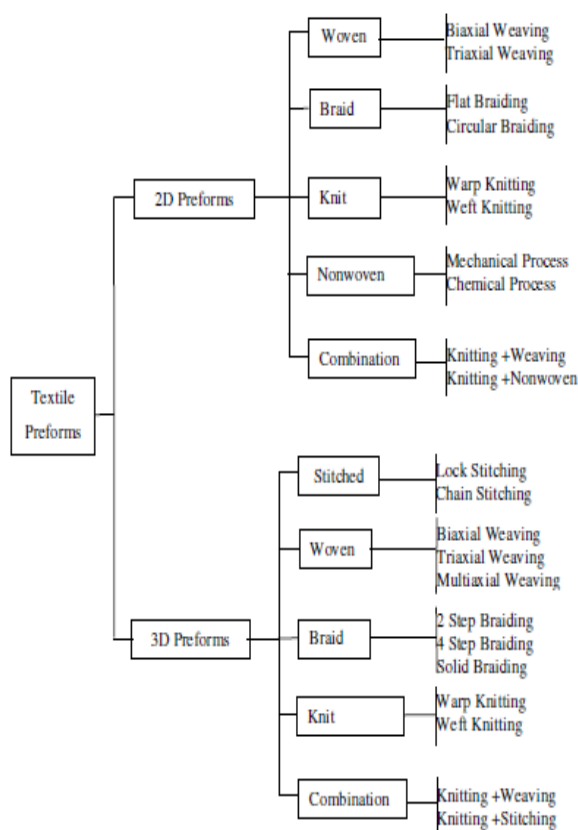 Woven
Biaxial Weaving
Triaxial Weaving
Braid
Flat Braiding
Circular Braiding
2D Preforms
Knit
Warp Knitting
Weft Knitting
Nonwoven
Mechanical Process
Chemical Process
Combination
Knitting +Weaving
Knitting +Nonwoven
Textile
Preforms
Stitched
Lock Stitching
Chain Stitching
Woven
Biaxial Weaving
Triaxial Weaving
Multiaxial Weaving
3D Preforms
Braid
2 Step Braiding
4 Step Braiding
Solid Braiding
Knit
Warp Knitting
Weft Knitting
Combination
Knitting +Weaving
Knitting +Stitching